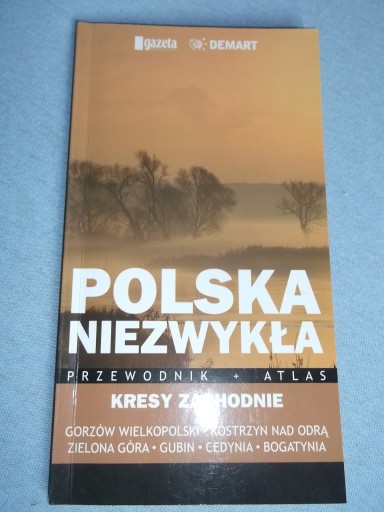 gazeta DEMART
POLSKA
NIEZWYKŁA
PRZEWODNIK + ATLAS
KRESY ZACHODNIE
GORZÓW WIELKOPOLSKI • KOSTRZYN NAD ODRĄ
ZIELONA GÓRA • GUBIN • CEDYNIA • BOGATYNIA